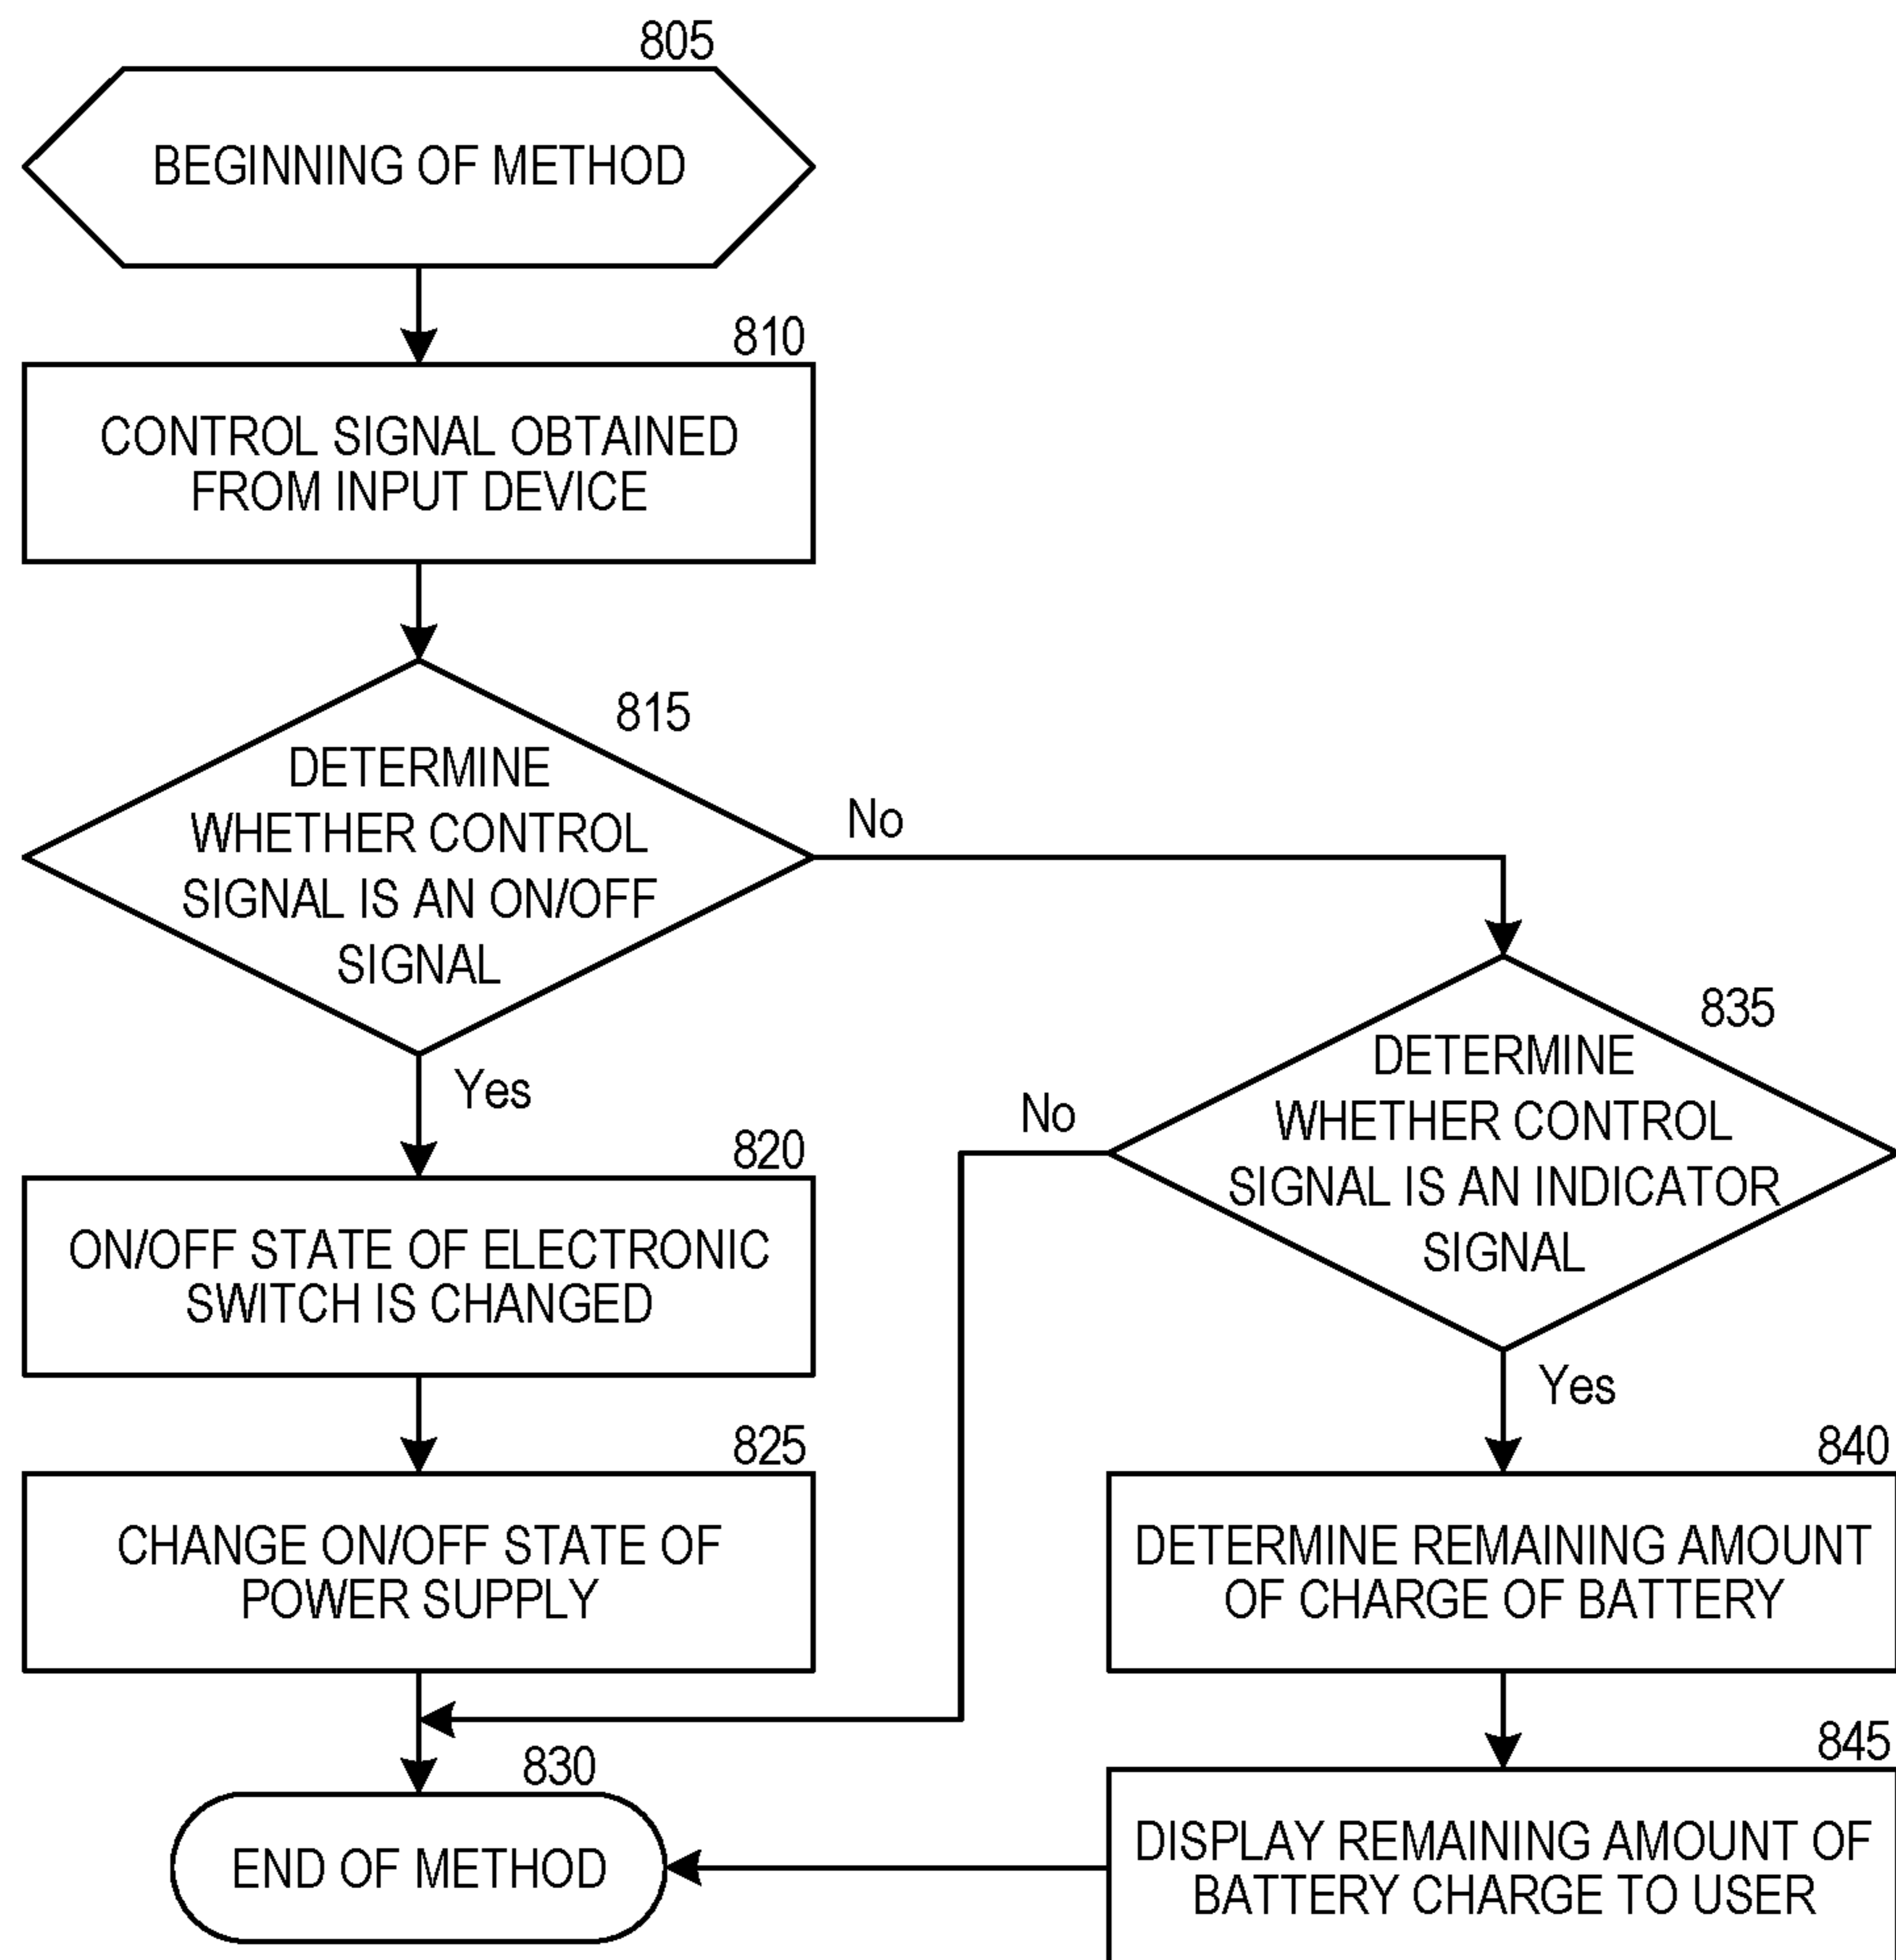 805
BEGINNING OF METHOD
810
CONTROL SIGNAL OBTAINED
FROM INPUT DEVICE
815
DETERMINE
WHETHER CONTROL
SIGNAL IS AN ON/OFF
SIGNAL
No
Yes
820
ON/OFF STATE OF ELECTRONIC
SWITCH IS CHANGED
825
CHANGE ON/OFF STATE OF
POWER SUPPLY
830
END OF METHOD
835
DETERMINE
WHETHER CONTROL
SIGNAL IS AN INDICATOR
SIGNAL
No
Yes
840
DETERMINE REMAINING AMOUNT
OF CHARGE OF BATTERY
845
DISPLAY REMAINING AMOUNT OF
BATTERY CHARGE TO USER